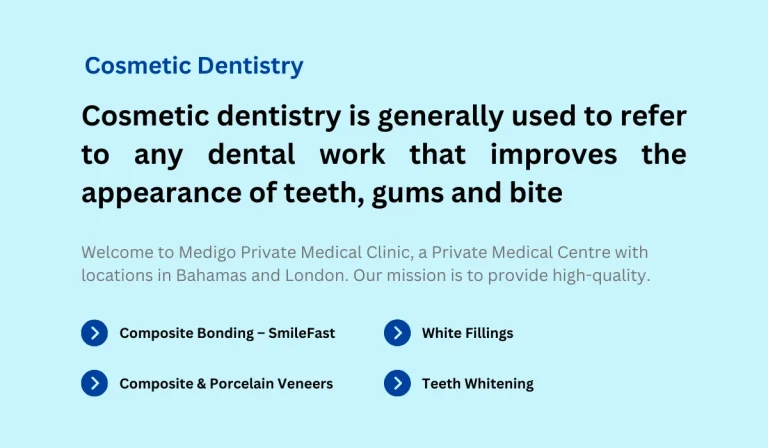 Cosmetic Dentistry
Cosmetic dentistry is generally used to refer
to any dental work that improves the
appearance of teeth, gums and bite
Welcome to Medigo Private Medical Clinic, a Private Medical Centre with
locations in Bahamas and London. Our mission is to provide high-quality.
Composite Bonding – SmileFast
White Fillings
Composite & Porcelain Veneers
Teeth Whitening